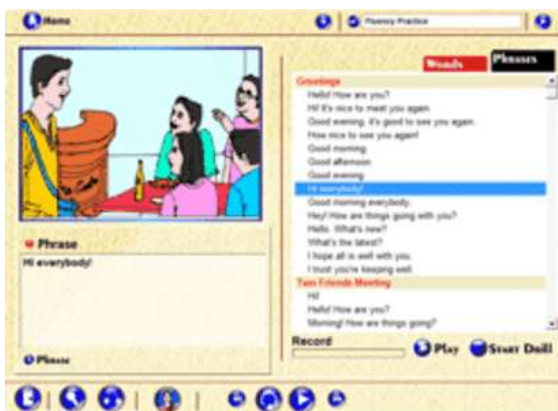 Home
Fluency Practice
Words
Phrases
Greetings
Hello! How are you?
Hi! It's nice to meet you again.
Good evening, it's good to see you again.
How nice to see you again!
Good morning.
Good afternoon.
Good evening.
Hi everybody!
Good morning everybody.
Hey! How are things going with you?
Hello. What's new?
What's the latest?
I hope all is well with you.
I trust you're keeping well.
Two Friends Meeting
Hi!
Hello! How are you?
Morning! How are things going?
Phrase
Hi everybody!
Phrase
Record
Play
Start Drill